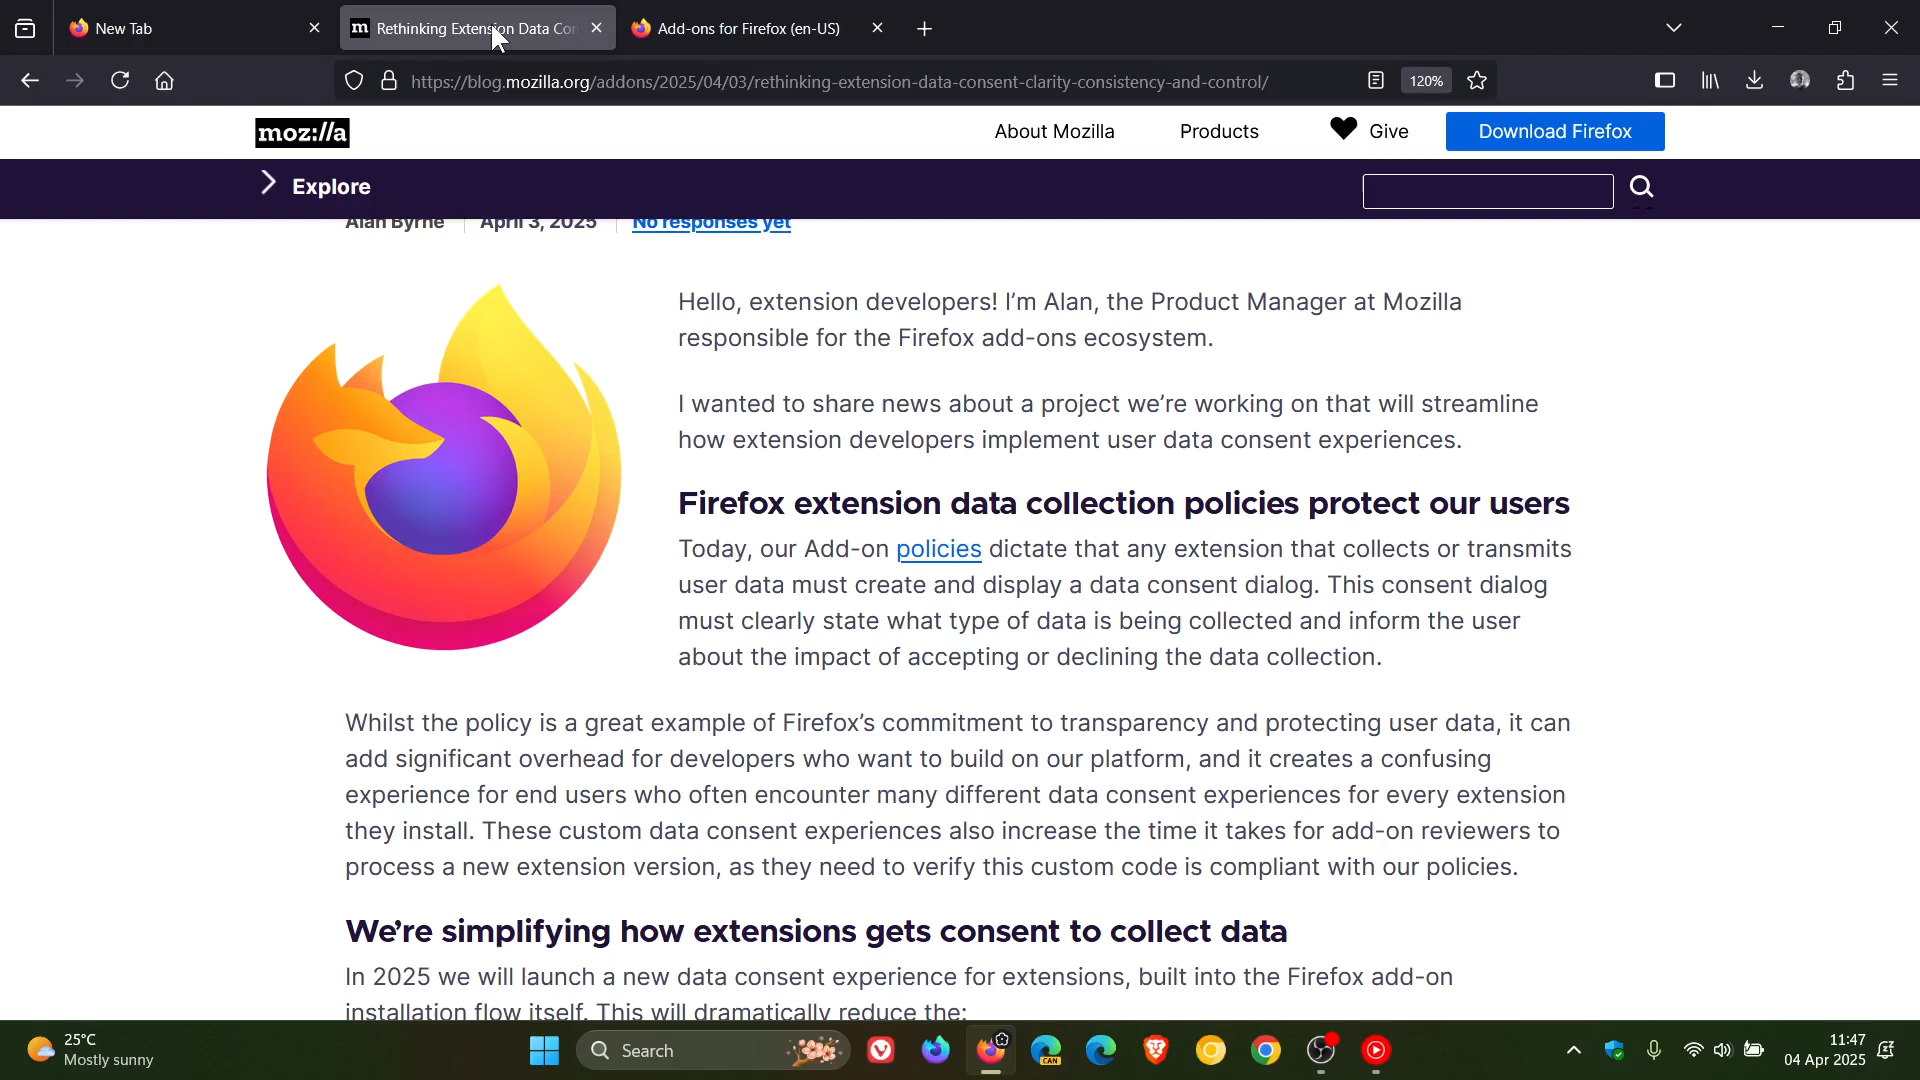 New Tab
Rethinking Extension Data Con
Add-ons for Firefox (en-US)
https://blog.mozilla.org/addons/2025/04/03/rethinking-extension-data-consent-clarity-consistency-and-control/
120%
moz://a
About Mozilla
Products
Give
Download Firefox
Explore
Alan Byrne
April 3, 2025
No responses yet
Hello, extension developers! I’m Alan, the Product Manager at Mozilla
responsible for the Firefox add-ons ecosystem.
I wanted to share news about a project we’re working on that will streamline
how extension developers implement user data consent experiences.
Firefox extension data collection policies protect our users
Today, our Add-on policies dictate that any extension that collects or transmits
user data must create and display a data consent dialog. This consent dialog
must clearly state what type of data is being collected and inform the user
about the impact of accepting or declining the data collection.
Whilst the policy is a great example of Firefox’s commitment to transparency and protecting user data, it can
add significant overhead for developers who want to build on our platform, and it creates a confusing
experience for end users who often encounter many different data consent experiences for every extension
they install. These custom data consent experiences also increase the time it takes for add-on reviewers to
process a new extension version, as they need to verify this custom code is compliant with our policies.
We’re simplifying how extensions gets consent to collect data
In 2025 we will launch a new data consent experience for extensions, built into the Firefox add-on
installation flow itself. This will dramatically reduce the:
25°C
Mostly sunny
Search
CAN
11:47
04 Apr 2025